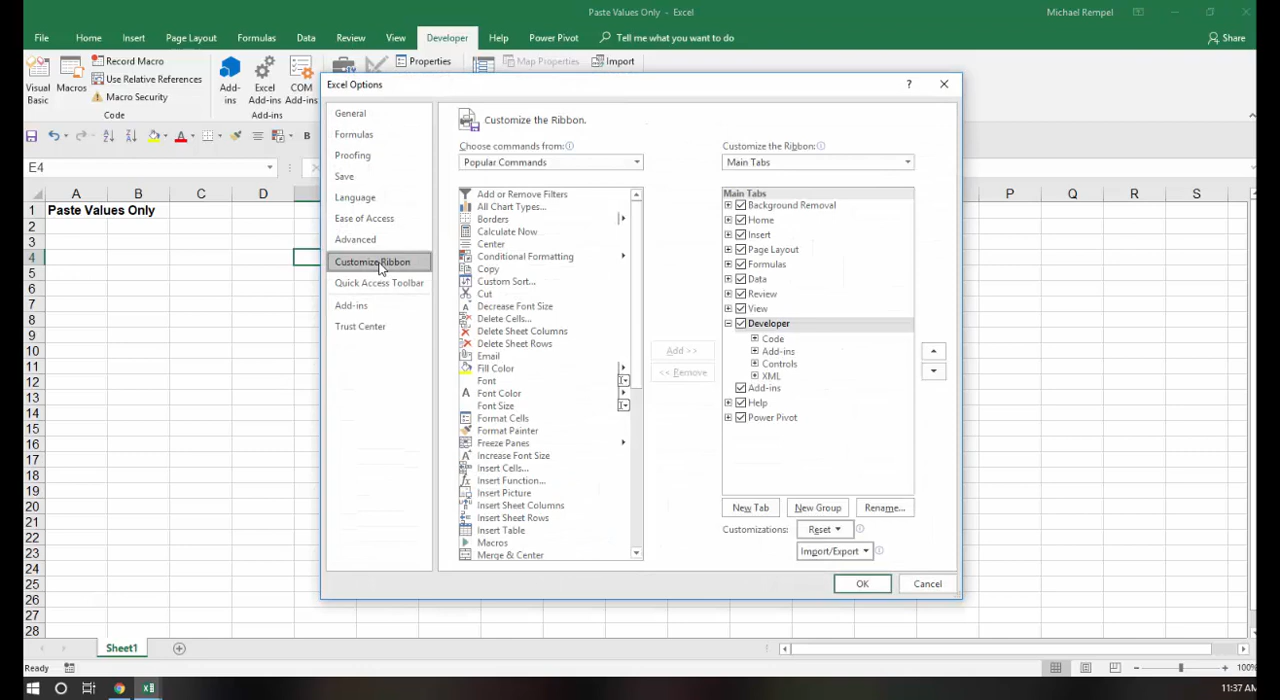 Paste Values Only - Excel
Michael Rempel
File Home Insert Page Layout Formulas Data Review View Developer Help Power Pivot Tell me what you want to do Share
Visual Basic
Macros
Record Macro
Use Relative References
Macro Security
Code
Add-ins
Excel Add-ins
COM Add-ins
Add-ins
Properties
Map Properties
Import
E4
A B C D P Q R S
1 Paste Values Only
2
3
4
5
6
7
8
9
10
11
12
13
14
15
16
17
18
19
20
21
22
23
24
25
26
27
28
Excel Options
?
General
Formulas
Proofing
Save
Language
Ease of Access
Advanced
Customize Ribbon
Quick Access Toolbar
Add-ins
Trust Center
Customize the Ribbon.
Choose commands from:
Popular Commands
Add or Remove Filters
All Chart Types...
Borders
Calculate Now
Center
Conditional Formatting
Copy
Custom Sort...
Cut
Decrease Font Size
Delete Cells...
Delete Sheet Columns
Delete Sheet Rows
Email
Fill Color
Font
Font Color
Font Size
Format Cells
Format Painter
Freeze Panes
Increase Font Size
Insert Cells...
Insert Function...
Insert Picture
Insert Sheet Columns
Insert Sheet Rows
Insert Table
Macros
Merge & Center
Add >>
<< Remove
Customize the Ribbon:
Main Tabs
Main Tabs
Background Removal
Home
Insert
Page Layout
Formulas
Data
Review
View
Developer
Code
Add-ins
Controls
XML
Add-ins
Help
Power Pivot
New Tab
New Group
Rename...
Customizations:
Reset
Import/Export
OK
Cancel
Sheet1
Ready
100%
11:37 AM